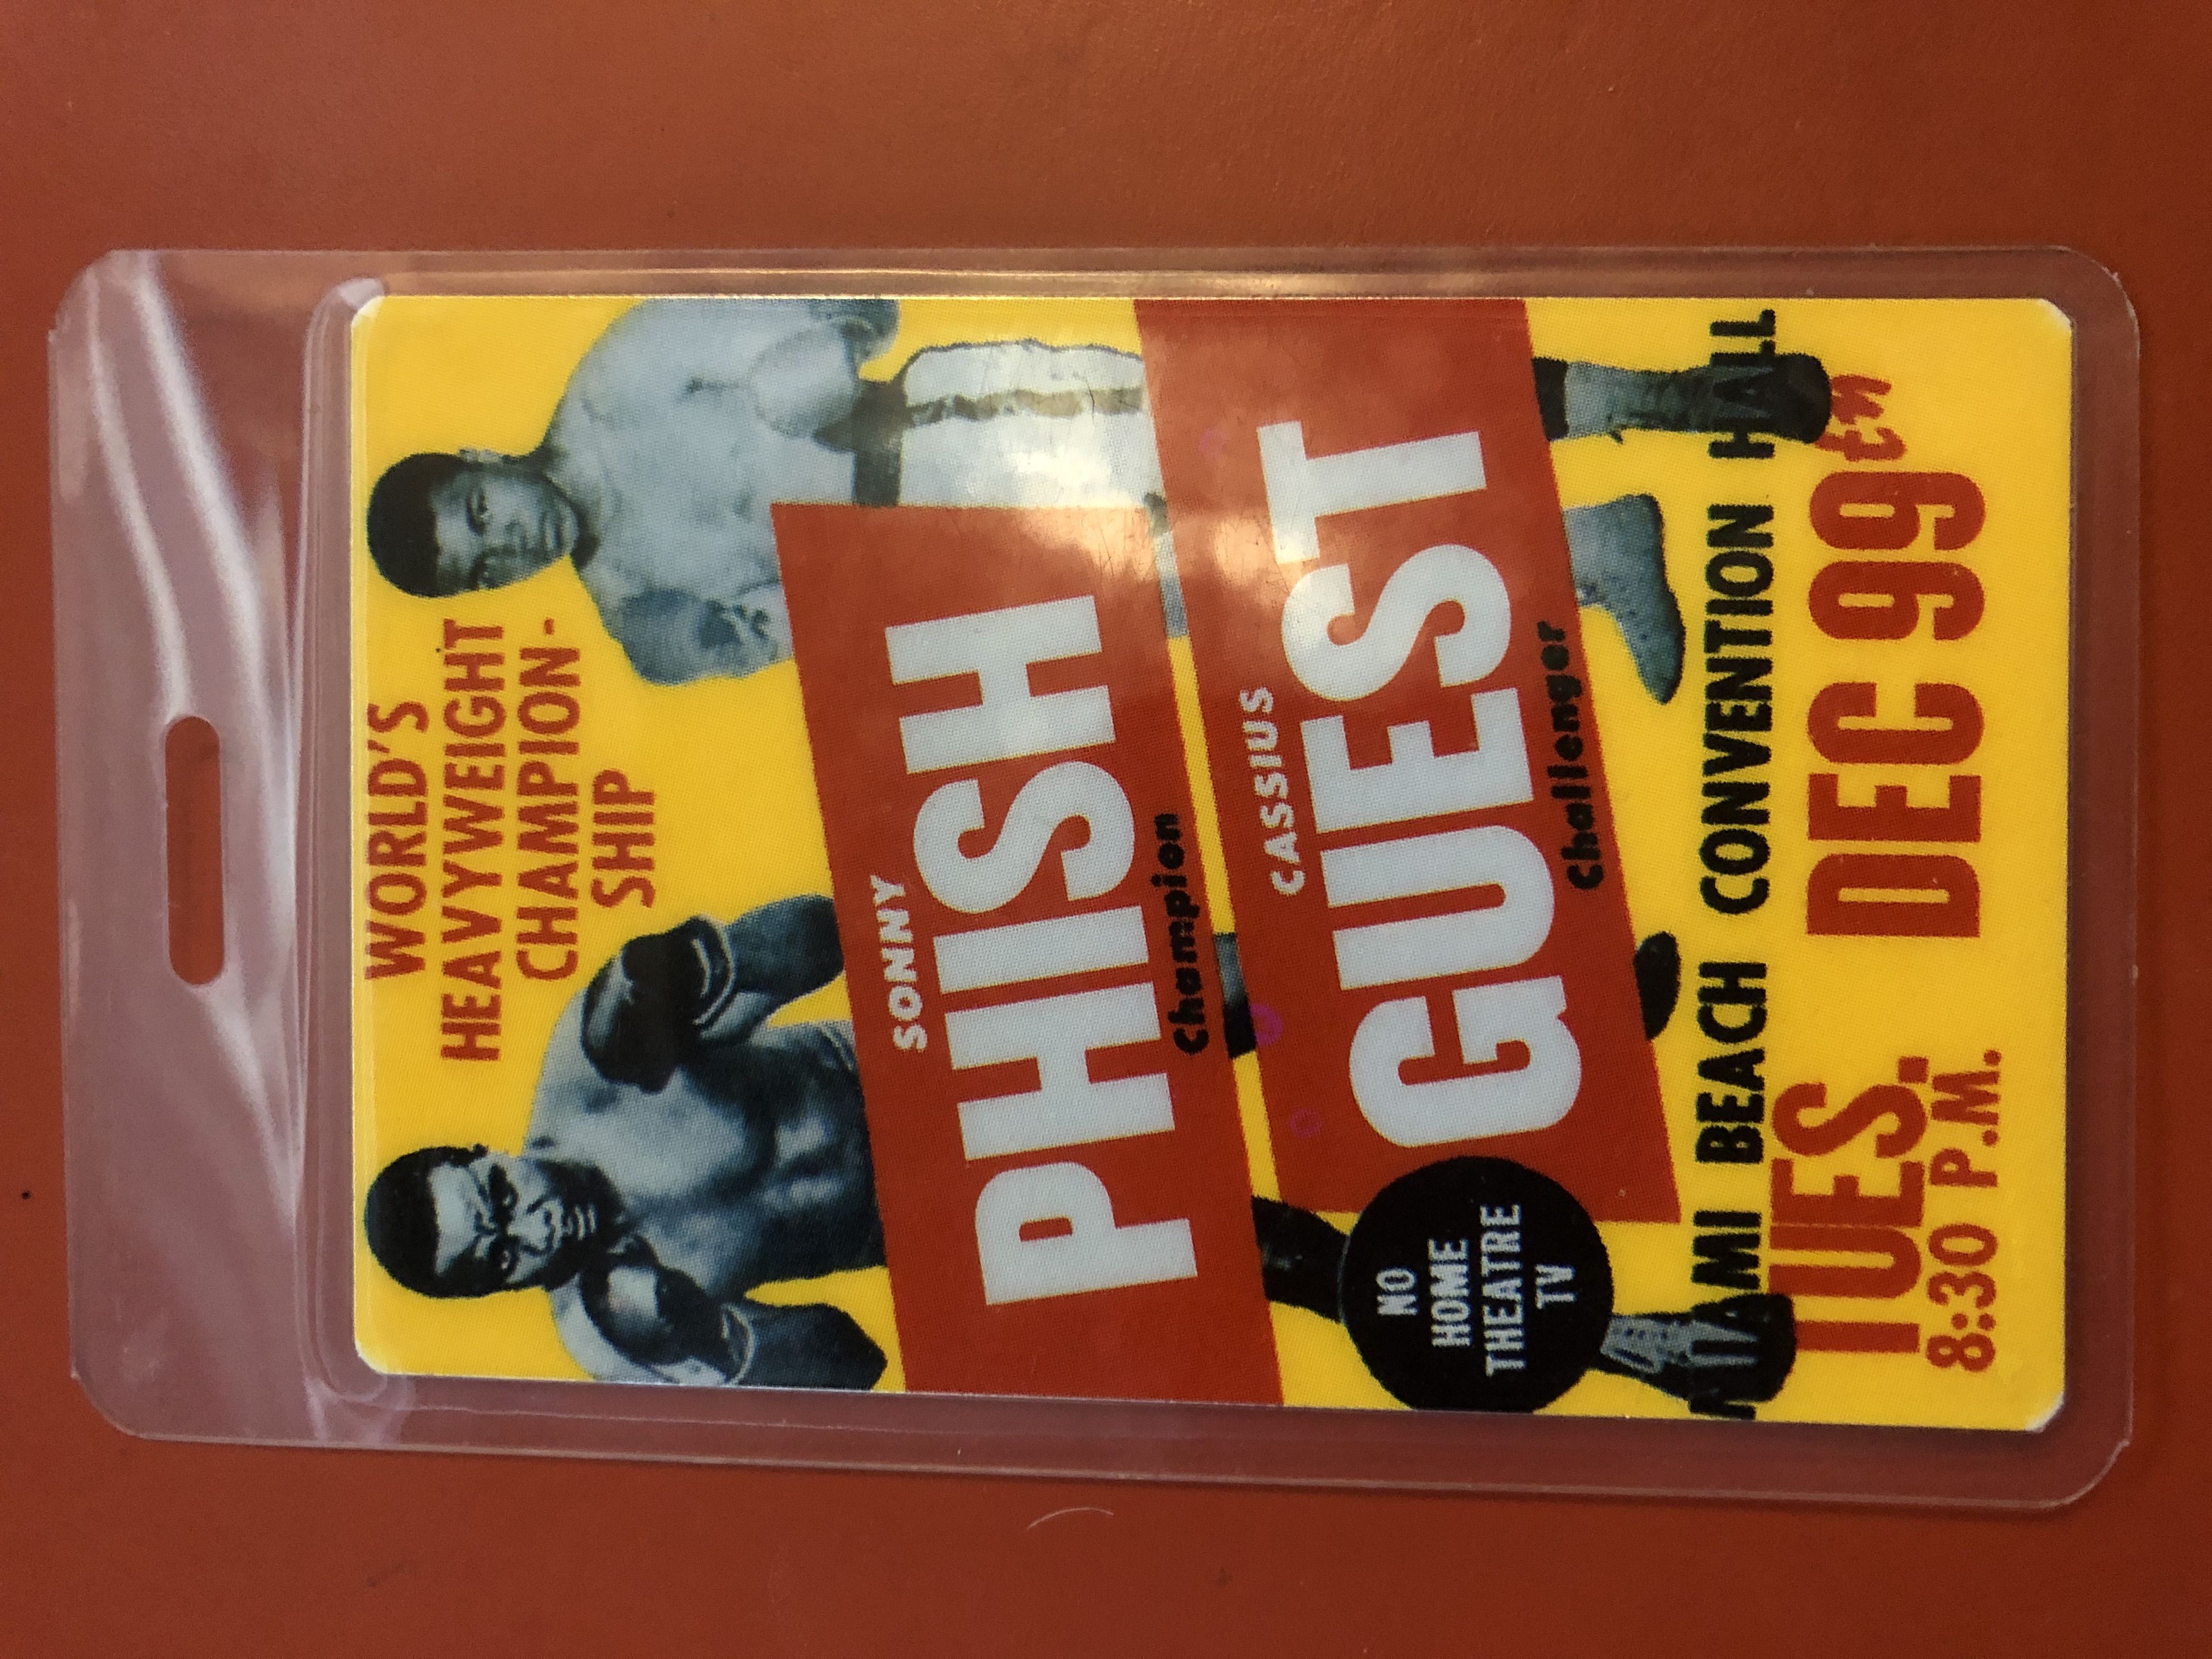 WORLD'S
HEAVYWEIGHT
CHAMPION-
SHIP
SONNY
PHISH
Champion
CASSIUS
GUEST
Challenger
NO
HOME
THEATRE
TV
MIAMI BEACH CONVENTION HALL
TUES. DEC 99
8:30 P.M.